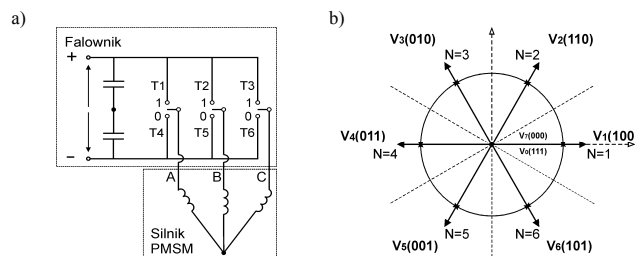 a)
b)
Falownik
+
T1 T2 T3
1 1 1
0 0 0
T4 T5 T6
–
A B C
Silnik
PMSM
V3(010) V2(110)
N=3 N=2
V4(011) V7(000) V1(100
N=4 V0(111) N=1
N=5 N=6
V5(001) V6(101)